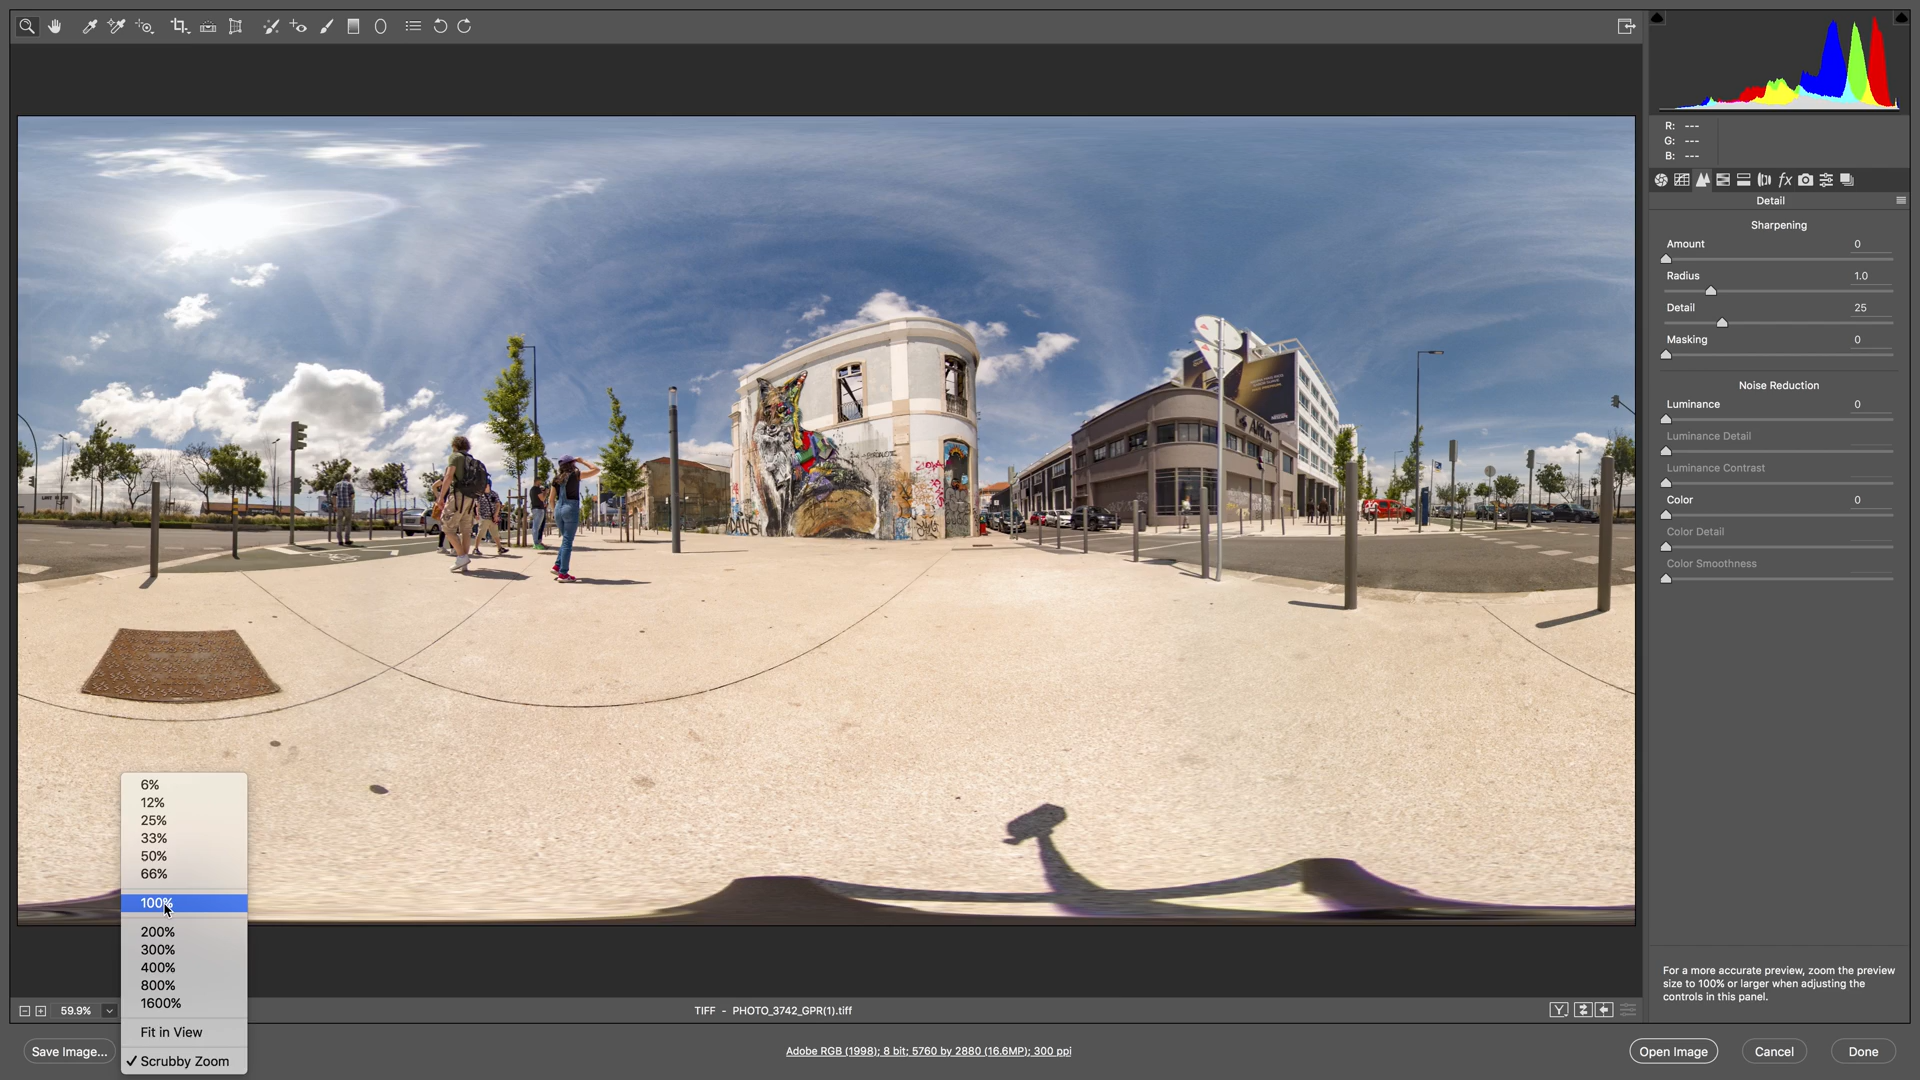 R: ---
G: ---
B: ---
fx
Detail
Sharpening
Amount 0
Radius 1.0
Detail 25
Masking 0
Noise Reduction
Luminance 0
Luminance Detail
Luminance Contrast
Color 0
Color Detail
Color Smoothness
For a more accurate preview, zoom the preview
size to 100% or larger when adjusting the
controls in this panel.
6%
12%
25%
33%
50%
66%
100%
200%
300%
400%
800%
1600%
Fit in View
✓ Scrubby Zoom
59.9%
TIFF - PHOTO_3742_GPR(1).tiff
Y
Save Image...
Adobe RGB (1998); 8 bit; 5760 by 2880 (16.6MP); 300 ppi
Open Image
Cancel
Done